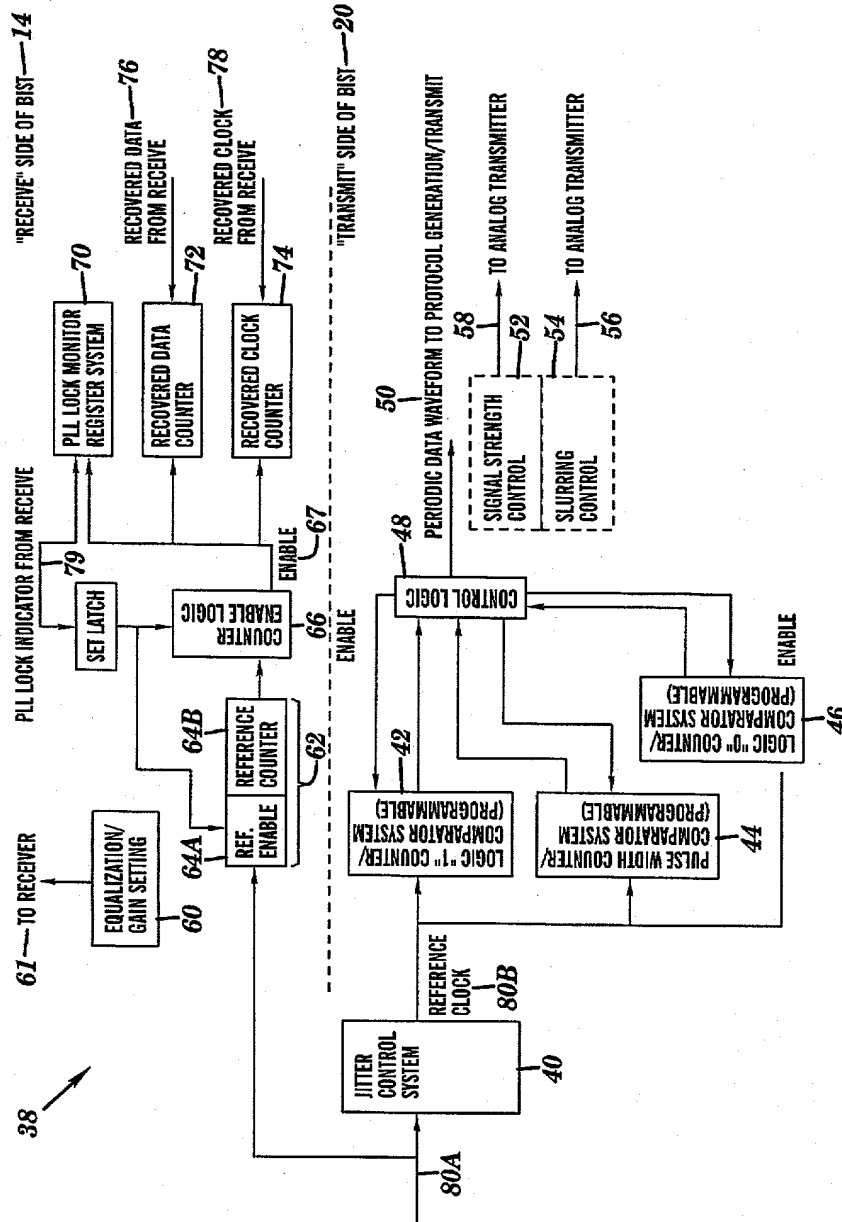 38
61 — TO RECEIVER
EQUALIZATION/
GAIN SETTING
60
PLL LOCK INDICATOR FROM RECEIVE
79
SET LATCH
64A
REF.
ENABLE
64B
REFERENCE
COUNTER
62
COUNTER
ENABLE LOGIC
66
ENABLE
67
"RECEIVE" SIDE OF BIST — 14
70
PLL LOCK MONITOR
REGISTER SYSTEM
RECOVERED DATA — 76
FROM RECEIVE
72
RECOVERED DATA
COUNTER
RECOVERED CLOCK — 78
FROM RECEIVE
74
RECOVERED CLOCK
COUNTER
"TRANSMIT" SIDE OF BIST — 20
80A
JITTER
CONTROL
SYSTEM
40
REFERENCE
CLOCK
80B
LOGIC "1" COUNTER/
COMPARATOR SYSTEM
(PROGRAMMABLE)
42
PULSE WIDTH COUNTER/
COMPARATOR SYSTEM
(PROGRAMMABLE)
44
LOGIC "0" COUNTER/
COMPARATOR SYSTEM
(PROGRAMMABLE)
46
ENABLE
ENABLE
CONTROL LOGIC
48
50
PERIODIC DATA WAVEFORM TO PROTOCOL GENERATION/TRANSMIT
SIGNAL STRENGTH
CONTROL
52
58
TO ANALOG TRANSMITTER
SLURRING
CONTROL
54
56
TO ANALOG TRANSMITTER